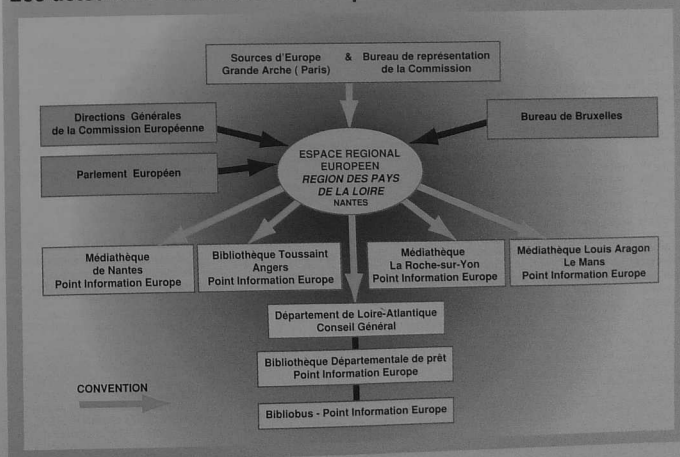 Sources d'Europe & Bureau de représentation
Grande Arche ( Paris) de la Commission
Directions Générales
de la Commission Européenne
Bureau de Bruxelles
Parlement Européen
ESPACE REGIONAL
EUROPEEN
REGION DES PAYS
DE LA LOIRE
NANTES
Médiathèque
de Nantes
Point Information Europe
Bibliothèque Toussaint
Angers
Point Information Europe
Médiathèque
La Roche-sur-Yon
Point Information Europe
Médiathèque Louis Aragon
Le Mans
Point Information Europe
Département de Loire-Atlantique
Conseil Général
Bibliothèque Départementale de prêt
Point Information Europe
CONVENTION
Bibliobus - Point Information Europe